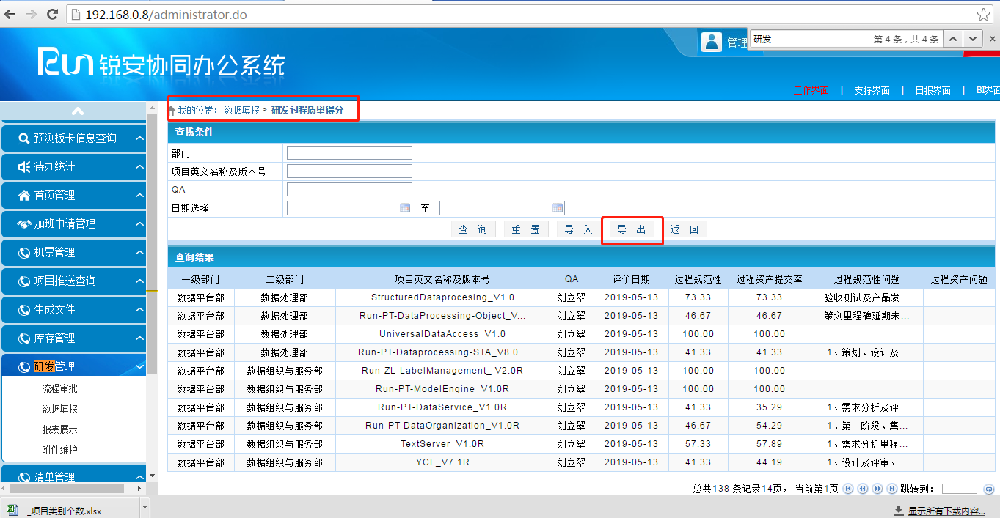 192.168.0.8/administrator.do
Run 锐安协同办公系统
管理
研发 第 4 条，共 4 条
工作界面 | 支持界面 | 日报界面 | BI界面
我的位置： 数据填报 > 研发过程质量得分
预测板卡信息查询
待办统计
首页管理
加班申请管理
机票管理
项目推送查询
生成文件
库存管理
研发管理
流程审批
数据填报
报表展示
附件维护
清单管理
查找条件
部门
项目英文名称及版本号
QA
日期选择 至
查 询 重 置 导 入 导 出 返 回
查询结果
一级部门 二级部门 项目英文名称及版本号 QA 评价日期 过程规范性 过程资产提交率 过程规范性问题 过程资产问题
数据平台部 数据处理部 StructuredDataprocesing_V1.0 刘立翠 2019-05-13 73.33 73.33 验收测试及产品发...
数据平台部 数据处理部 Run-PT-DataProcessing-Object_V... 刘立翠 2019-05-13 46.67 46.67 策划里程碑延期未...
数据平台部 数据处理部 UniversalDataAccess_V1.0 刘立翠 2019-05-13 100.00 100.00
数据平台部 数据处理部 Run-PT-Dataprocessing-STA_V8.0... 刘立翠 2019-05-13 41.33 41.33 1、策划、设计及...
数据平台部 数据组织与服务部 Run-ZL-LabelManagement_ V2.0R 刘立翠 2019-05-13 100.00 100.00
数据平台部 数据组织与服务部 Run-PT-ModelEngine_V1.0R 刘立翠 2019-05-13 100.00 100.00
数据平台部 数据组织与服务部 Run-PT-DataService_V1.0R 刘立翠 2019-05-13 41.33 35.29 1、需求分析及评...
数据平台部 数据组织与服务部 Run-PT-DataOrganization_V1.0R 刘立翠 2019-05-13 46.67 54.29 1、第一阶段、集...
数据平台部 数据组织与服务部 TextServer_V1.0R 刘立翠 2019-05-13 57.33 57.89 1、需求分析里程...
数据平台部 数据组织与服务部 YCL_V7.1R 刘立翠 2019-05-13 41.33 44.19 1、设计及评审、...
总共138 条记录14页， 当前第1页 跳转到：
_项目类别个数.xlsx
显示所有下载内容...